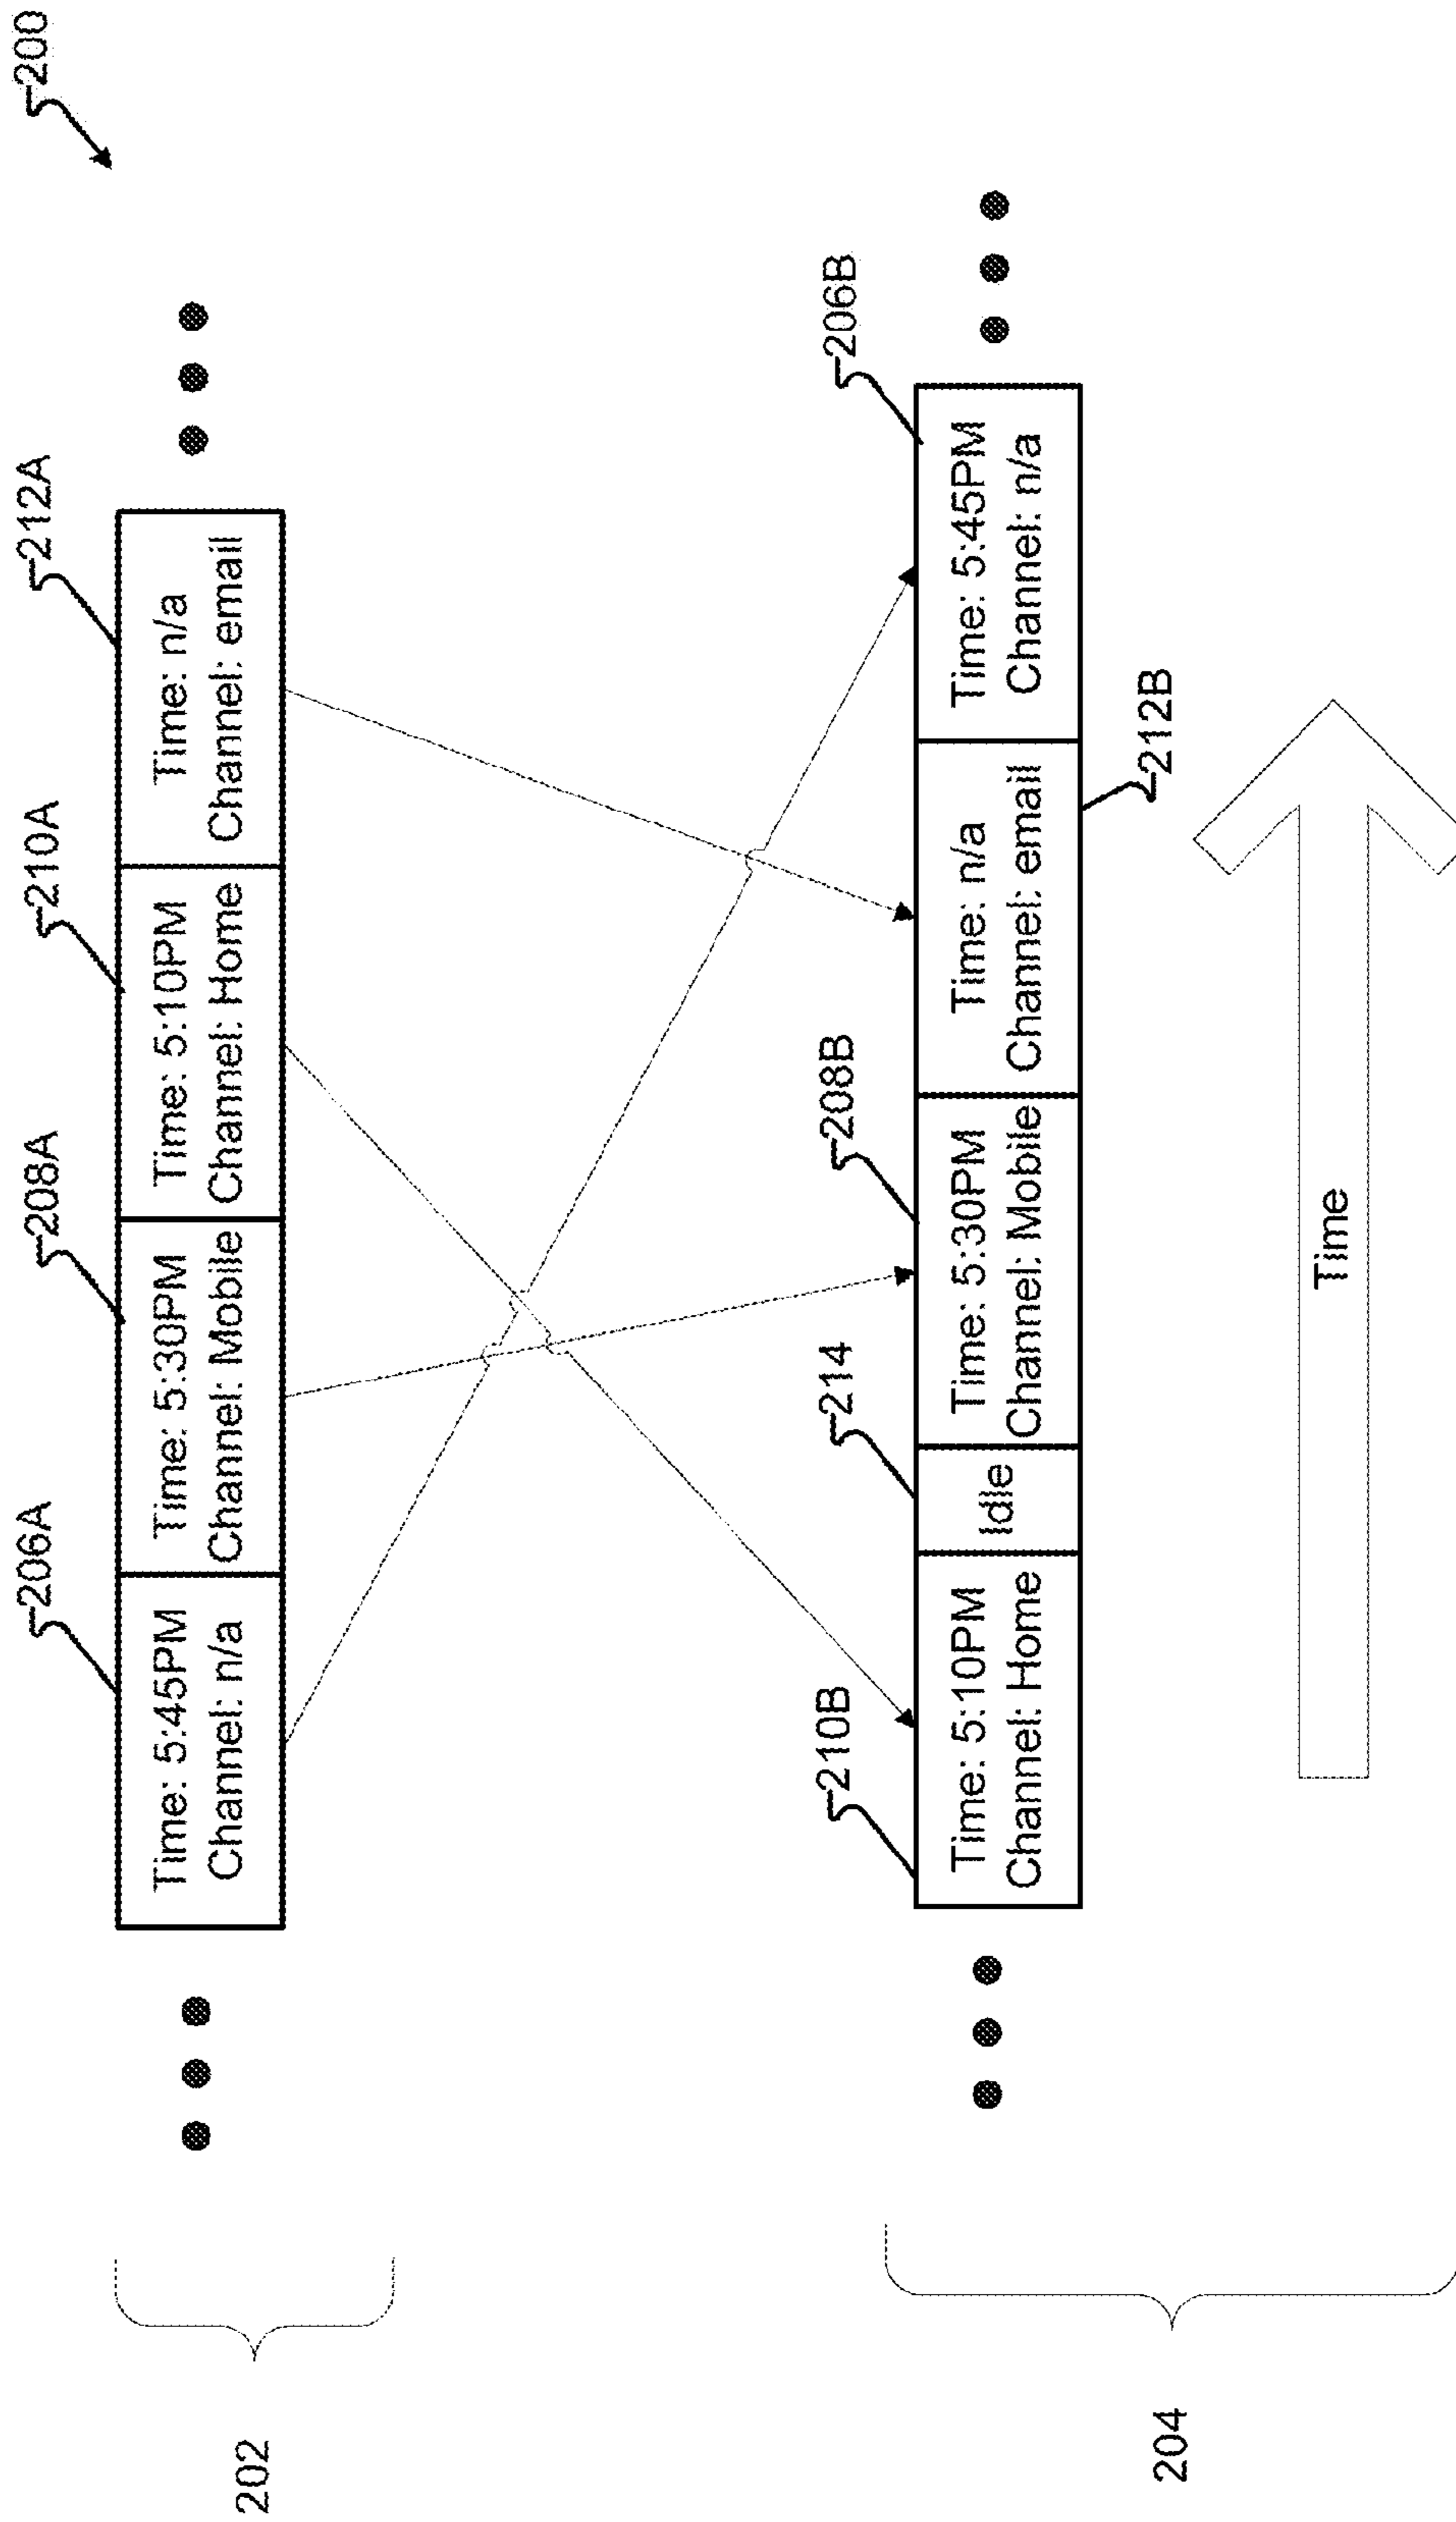 200
206A
208A
210A
212A
Time: 5:45PM
Channel: n/a
Time: 5:30PM
Channel: Mobile
Time: 5:10PM
Channel: Home
Time: n/a
Channel: email
202
210B
214
208B
206B
Time: 5:10PM
Channel: Home
Idle
Time: 5:30PM
Channel: Mobile
Time: n/a
Channel: email
Time: 5:45PM
Channel: n/a
212B
204
Time